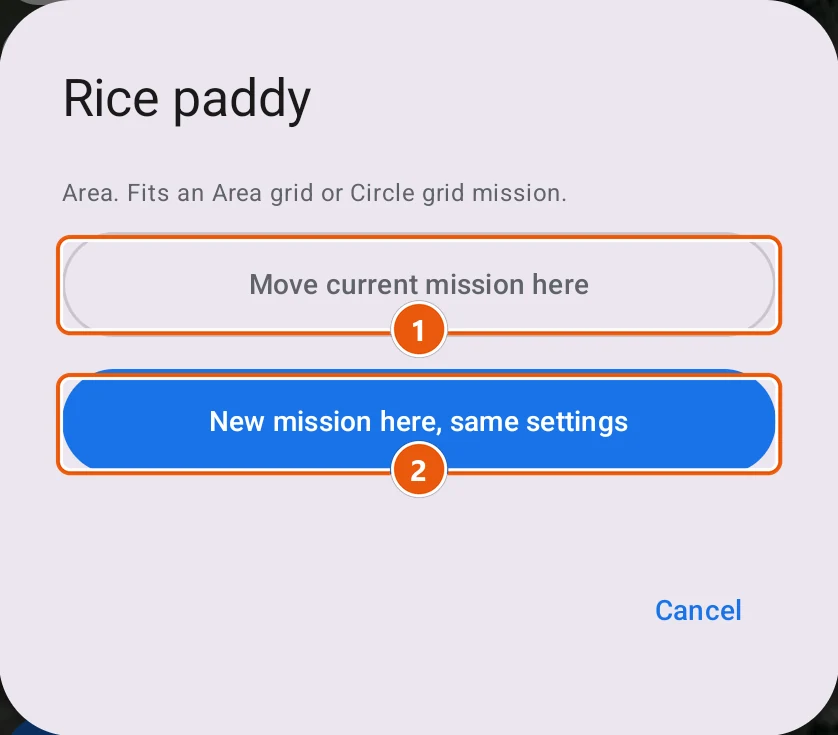 Rice paddy
Area. Fits an Area grid or Circle grid mission.
Move current mission here
1
New mission here, same settings
2
Cancel